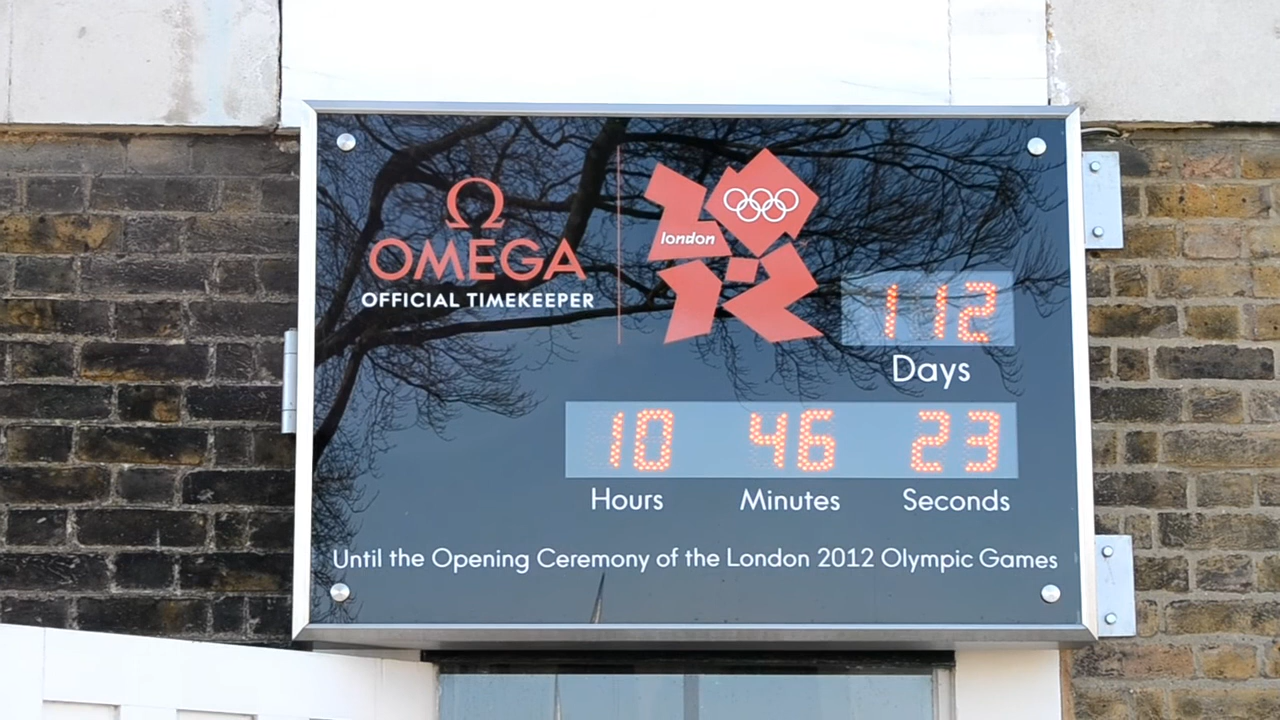 Ω
OMEGA
OFFICIAL TIMEKEEPER
london
112
Days
10 46 23
Hours Minutes Seconds
Until the Opening Ceremony of the London 2012 Olympic Games